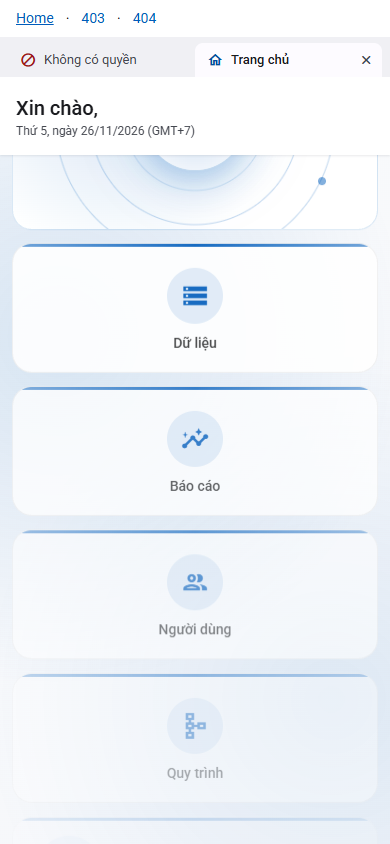 Home · 403 · 404
Không có quyền
Trang chủ
Xin chào,
Thứ 5, ngày 26/11/2026 (GMT+7)
Dữ liệu
Báo cáo
Người dùng
Quy trình